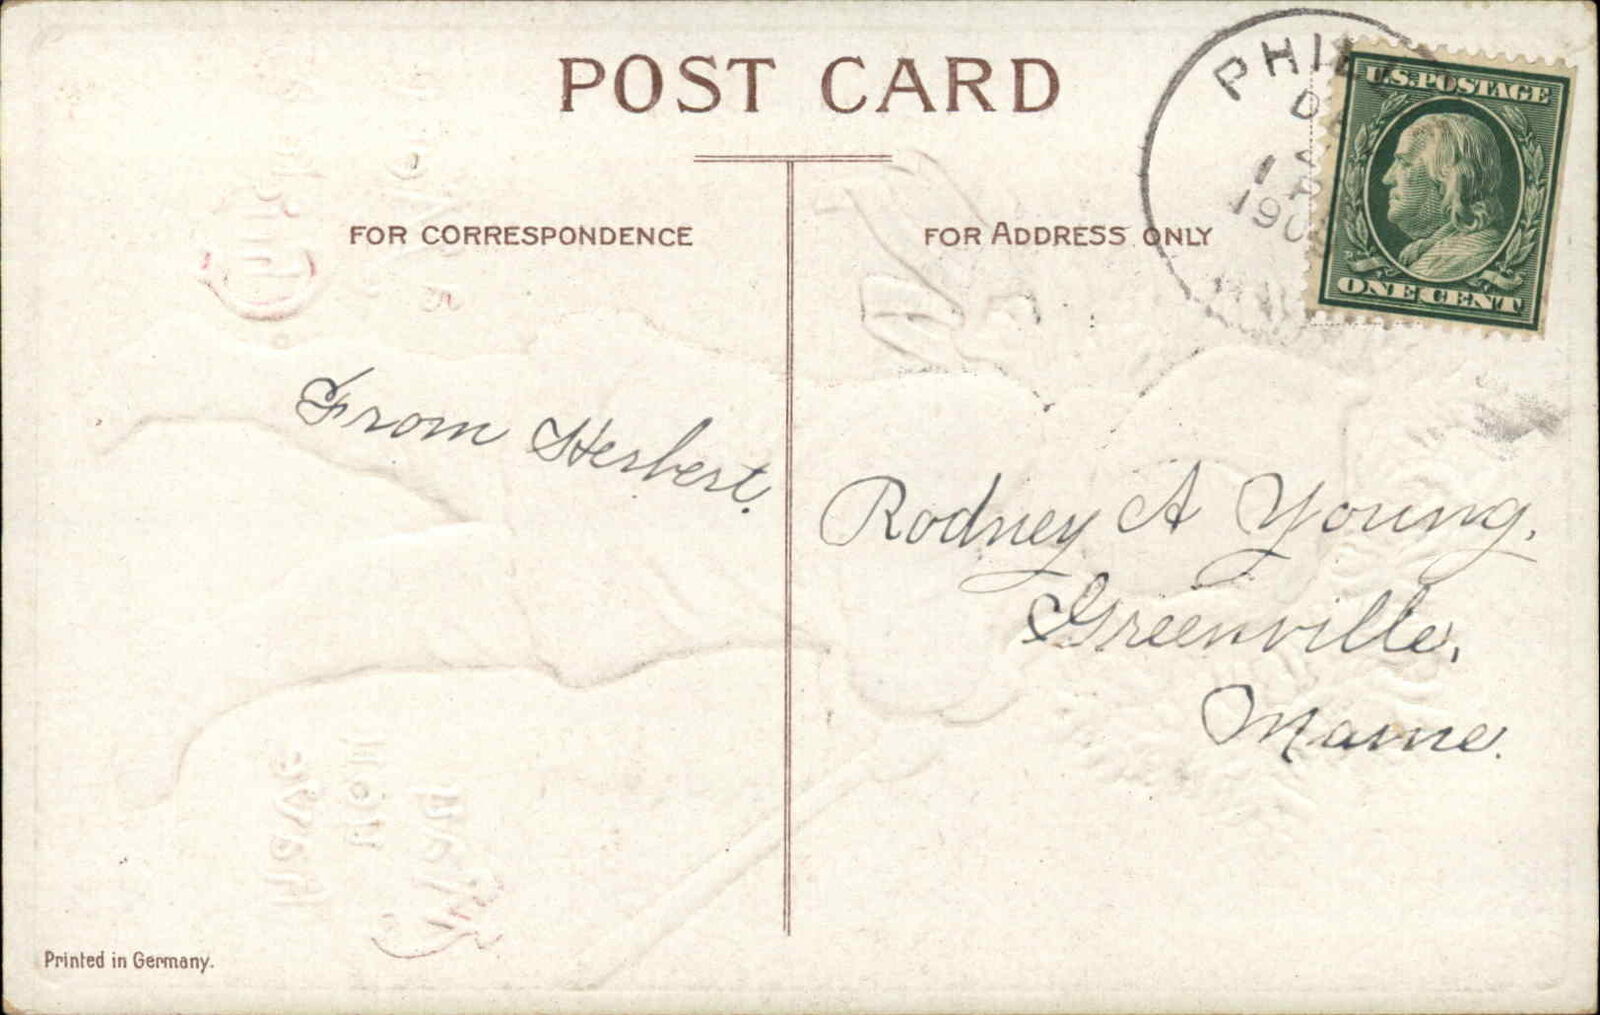 POST CARD
FOR CORRESPONDENCE
FOR ADDRESS ONLY
U.S. POSTAGE
ONE CENT
From Herbert.
Rodney A Young.
Greenville,
Maine.
Printed in Germany.